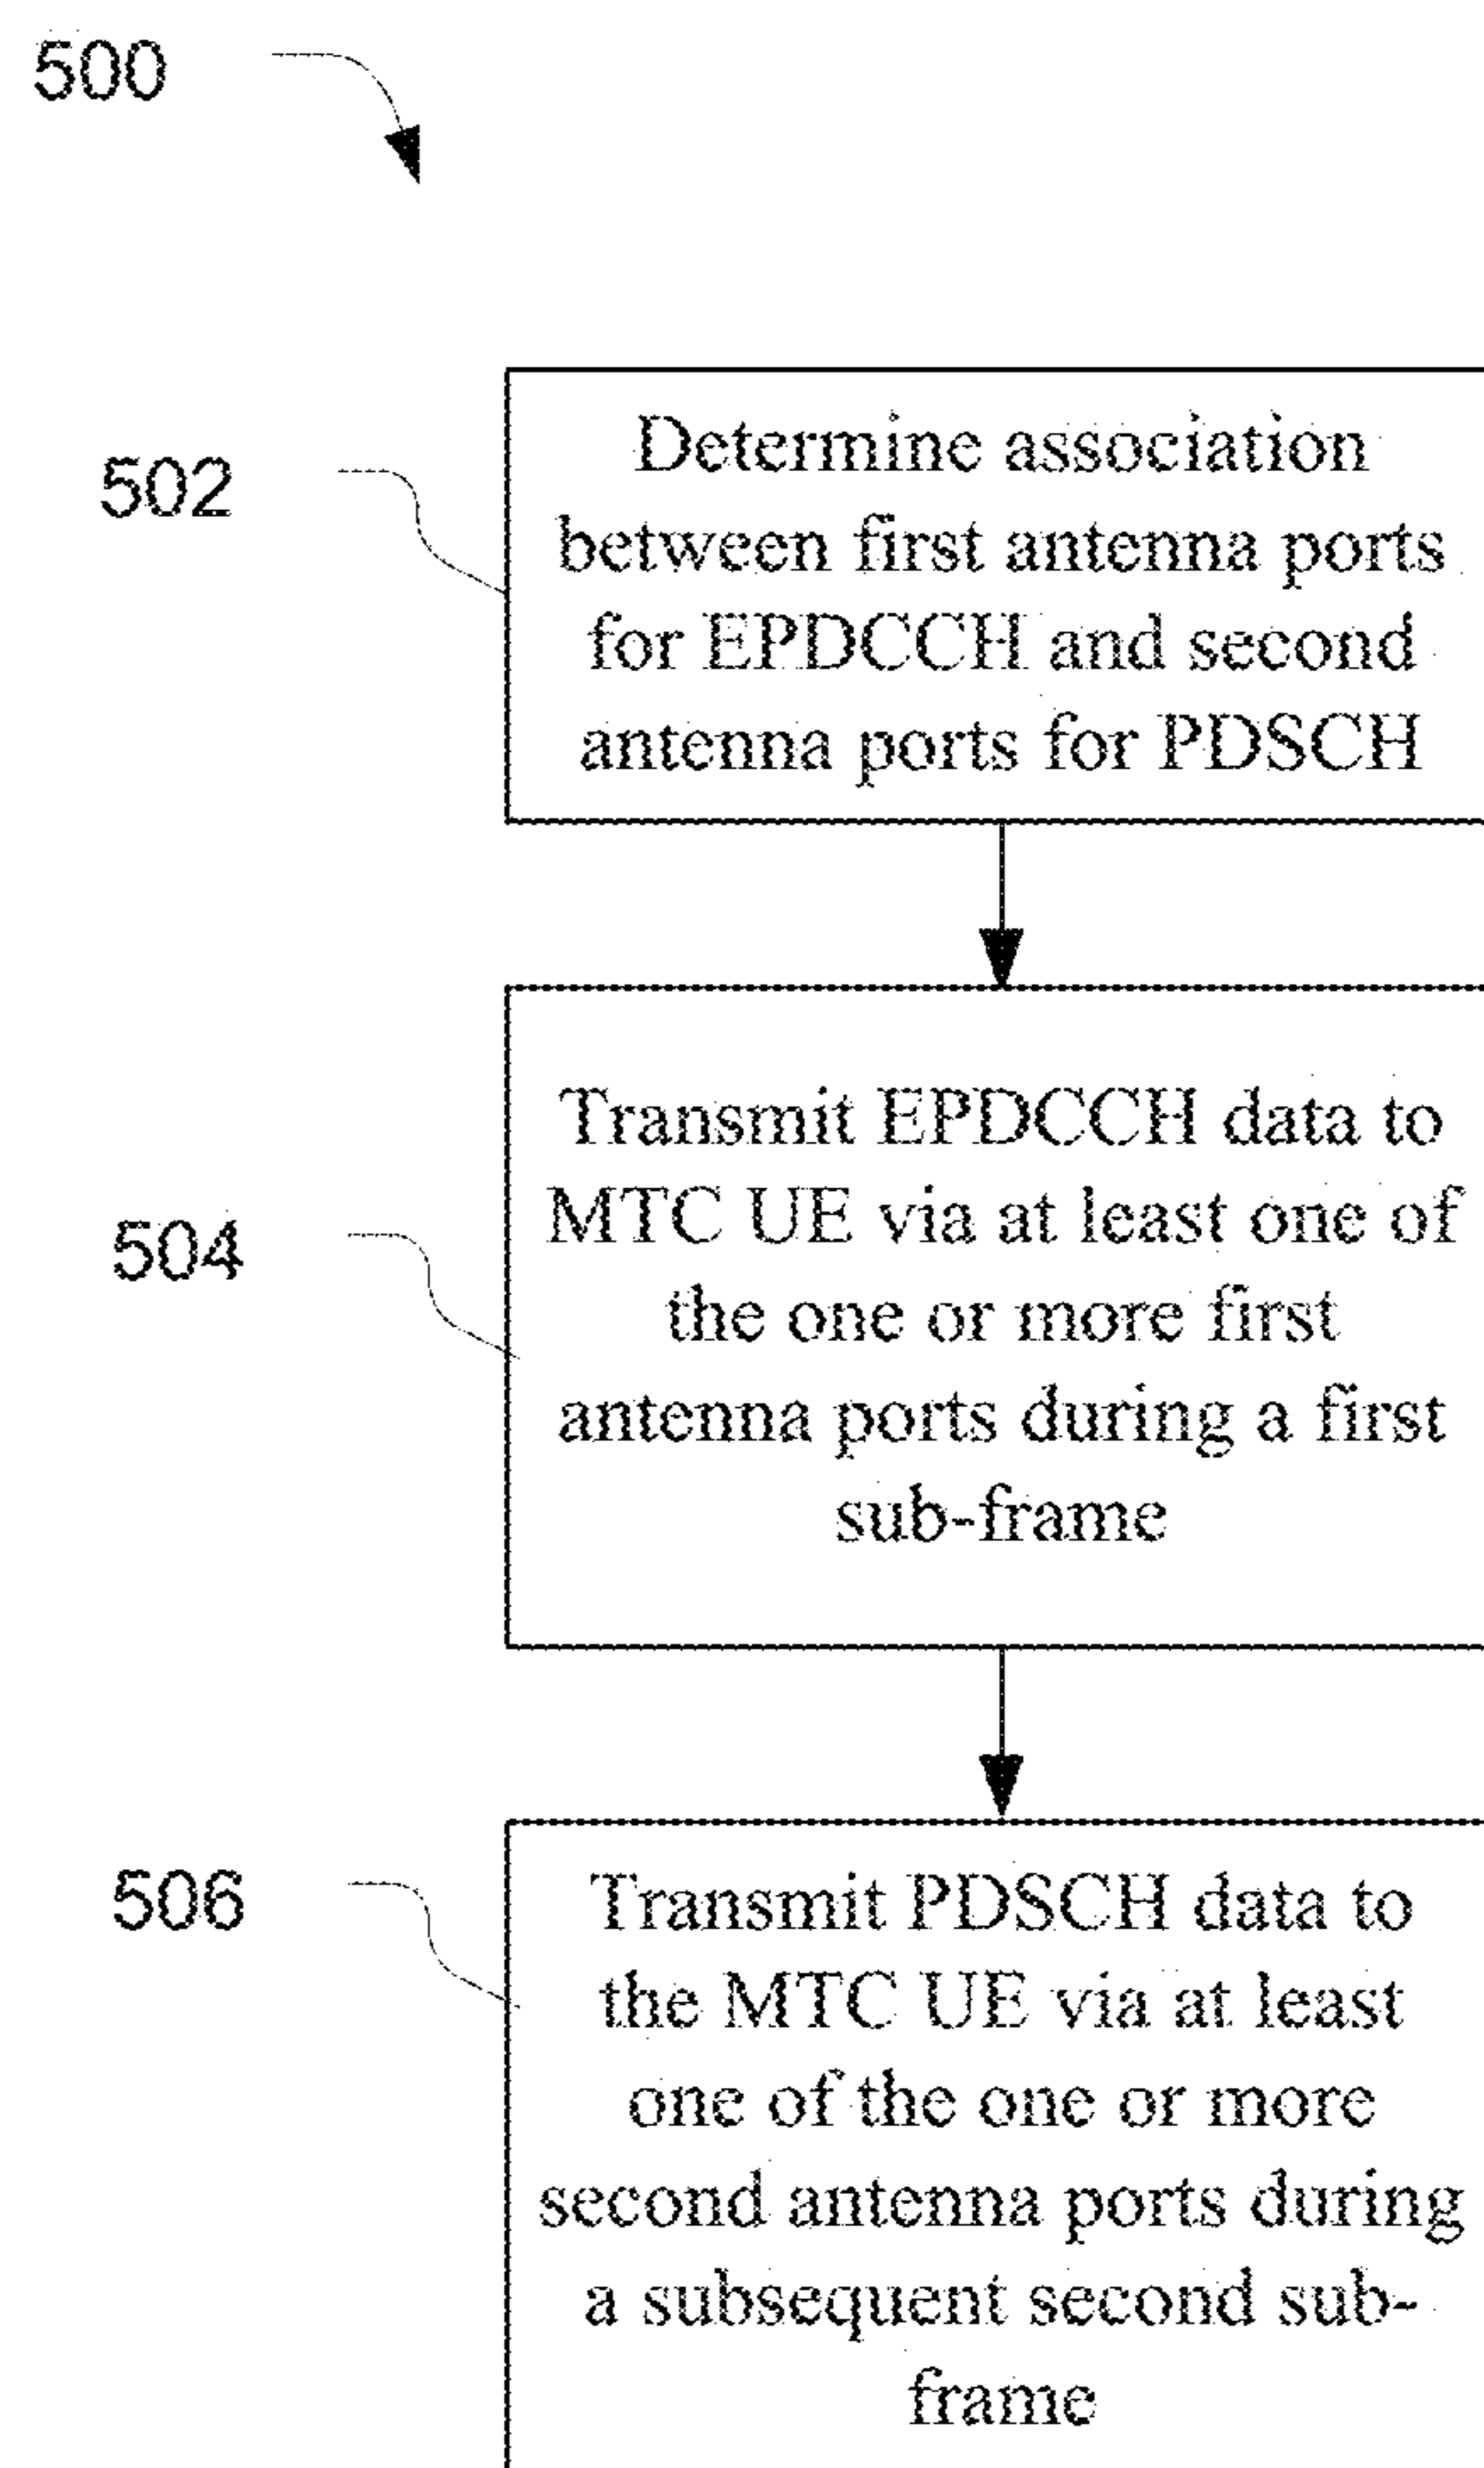 500
502
Determine association
between first antenna ports
for EPDCCH and second
antenna ports for PDSCH
504
Transmit EPDCCH data to
MTC UE via at least one of
the one or more first
antenna ports during a first
sub-frame
506
Transmit PDSCH data to
the MTC UE via at least
one of the one or more
second antenna ports during
a subsequent second sub-
frame